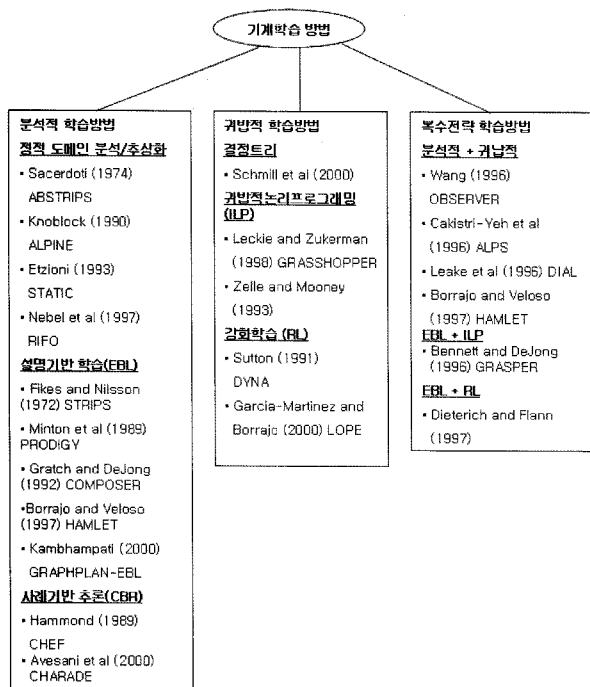 기계학습 방법
분석적 학습방법
정적 도메인 분석/추상화
• Sacerdoti (1974)
ABSTRIPS
• Knoblock (1990)
ALPINE
• Etzioni (1993)
STATIC
• Nebel et al (1997)
RIFO
설명기반 학습(EBL)
• Fikes and Nilsson
(1972) STRIPS
• Minton et al (1989)
PRODIGY
• Gratch and DeJong
(1992) COMPOSER
•Borrajo and Veloso
(1997) HAMLET
• Kambhampati (2000)
GRAPHPLAN-EBL
사례기반 추론(CBR)
• Hammond (1989)
CHEF
• Avesani et al (2000)
CHARADE
귀납적 학습방법
결정트리
• Schmill et al (2000)
귀납적논리프로그래밍
(ILP)
• Leckie and Zukerman
(1998) GRASSHOPPER
• Zelle and Mooney
(1993)
강화학습 (RL)
• Sutton (1991)
DYNA
• Garcia-Martinez and
Borrajo (2000) LOPE
복수전략 학습방법
분석적 + 귀납적
• Wang (1996)
OBSERVER
• Cakistri-Yeh et al
(1996) ALPS
• Leake et al (1996) DIAL
• Borrajo and Veloso
(1997) HAMLET
EBL + ILP
• Bennett and DeJong
(1996) GRASPER
EBL + RL
• Dieterich and Flann
(1997)